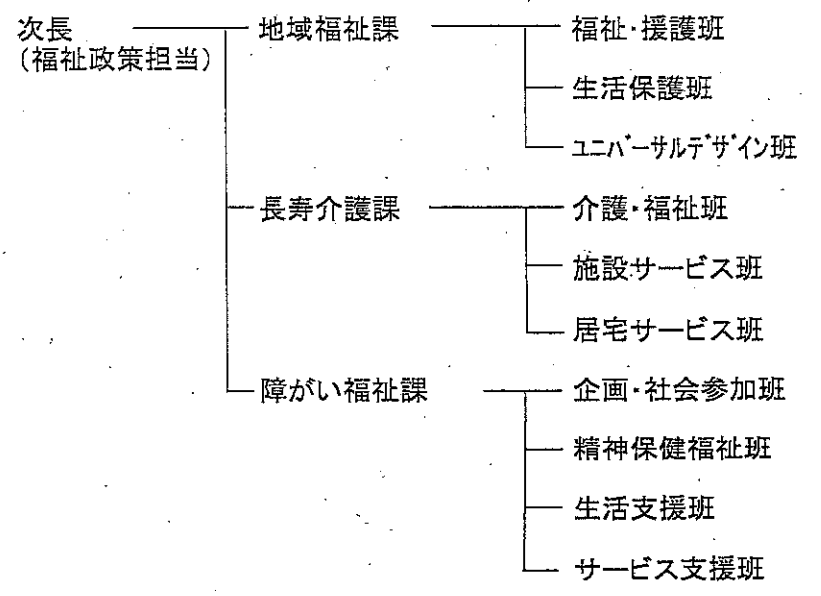 次長
(福祉政策担当)
地域福祉課
福祉・援護班
生活保護班
ユニバーサルデザイン班
長寿介護課
介護・福祉班
施設サービス班
居宅サービス班
障がい福祉課
企画・社会参加班
精神保健福祉班
生活支援班
サービス支援班